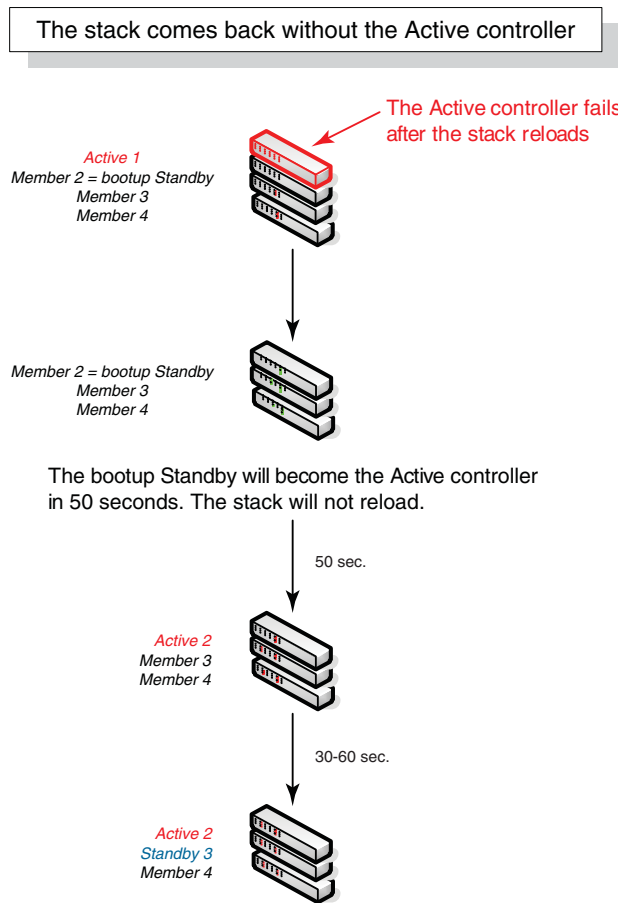 The stack comes back without the Active controller
The Active controller fails
after the stack reloads
Active 1
Member 2 = bootup Standby
Member 3
Member 4
Member 2 = bootup Standby
Member 3
Member 4
The bootup Standby will become the Active controller
in 50 seconds. The stack will not reload.
50 sec.
Active 2
Member 3
Member 4
30-60 sec.
Active 2
Standby 3
Member 4